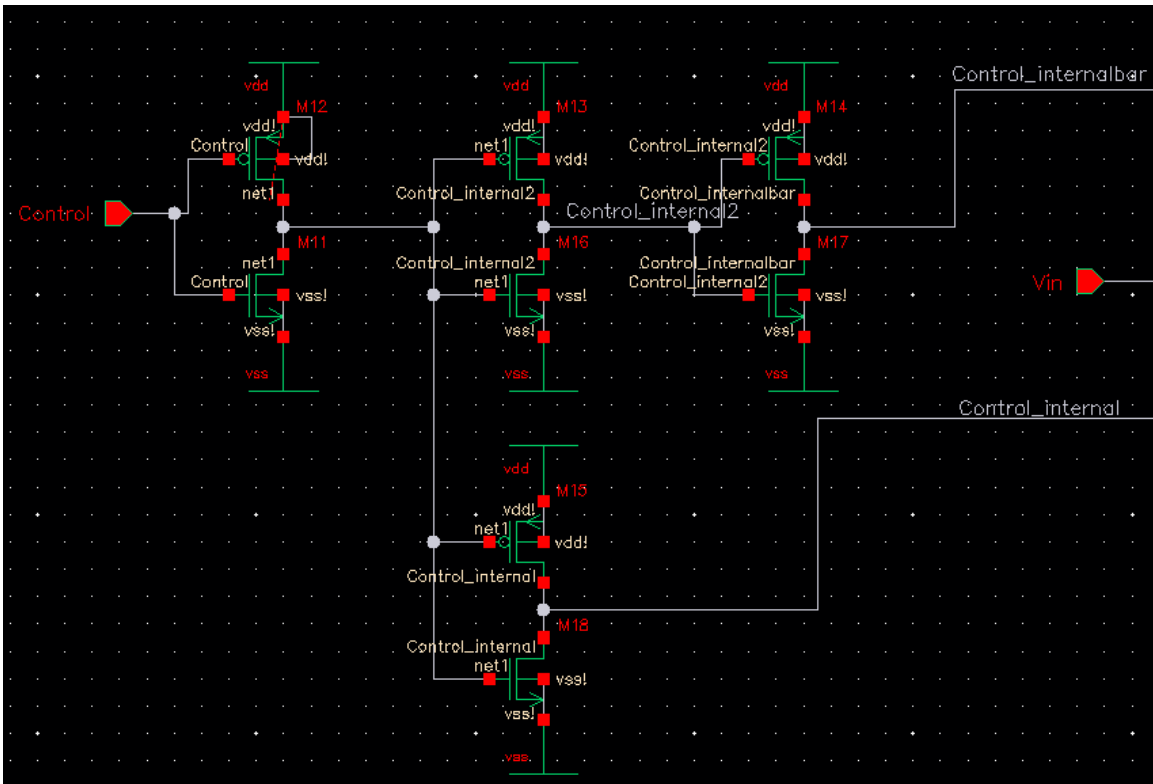 Control_internalbar
vdd
vdd
vdd
M12
M13
M14
vdd!
vdd!
vdd!
Control
net1
Control_internal2
vdd!
vdd!
vdd!
net1
Control_internal2
Control_internalbar
Control
Control_internal2
M11
M16
M17
net1
Control_internal2
Control_internalbar
Control
net1
Control_internal2
Vin
vss!
vss!
vss!
vss!
vss!
vss!
vss
vss
vss
Control_internal
vdd
M15
vdd!
net1
vdd!
Control_internal
M18
Control_internal
net1
vss!
vss!
vss